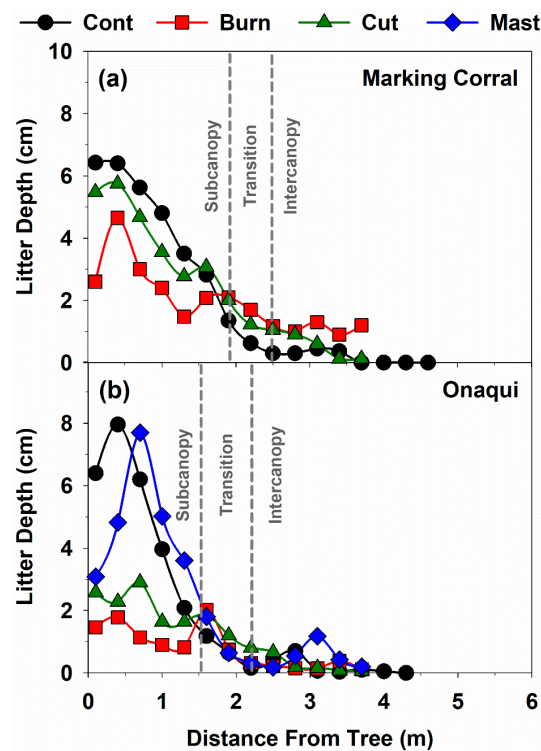 Cont Burn Cut Mast
(a) Marking Corral
Litter Depth (cm)
10
8
6
4
2
0
Subcanopy
Transition
Intercanopy
(b) Onaqui
Litter Depth (cm)
8
6
4
2
0
Subcanopy
Transition
Intercanopy
0 1 2 3 4 5 6
Distance From Tree (m)